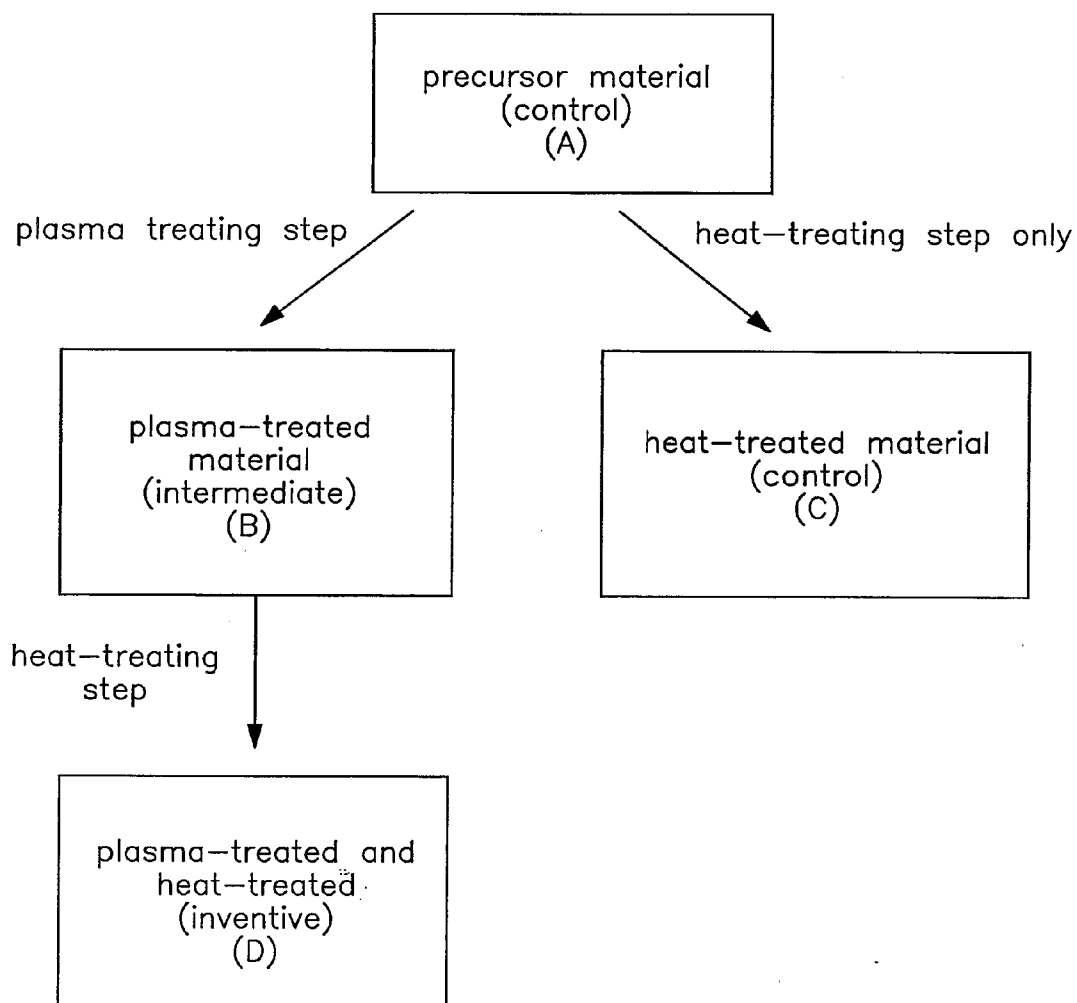 precursor material
(control)
(A)
plasma treating step
heat-treating step only
plasma-treated
material
(intermediate)
(B)
heat-treated material
(control)
(C)
heat-treating
step
plasma-treated and
heat-treated
(inventive)
(D)